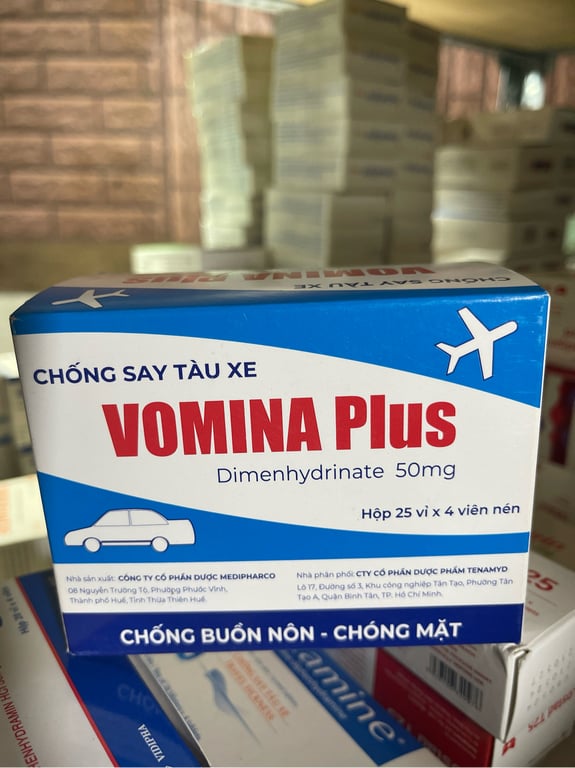 VOMINA PLUS
CHỐNG SAY TÀU XE
CHỐNG SAY TÀU XE
VOMINA Plus
Dimenhydrinate 50mg
Hộp 25 vỉ x 4 viên nén
Nhà sản xuất: CÔNG TY CỔ PHẦN DƯỢC MEDIPHARCO
06 Nguyễn Trường Tộ, Phường Phước Vĩnh,
Thành phố Huế, Tỉnh Thừa Thiên Huế.
Nhà phân phối: CTY CỔ PHẦN DƯỢC PHẨM TENAMYD
Lô 17, Đường số 3, Khu công nghiệp Tân Tạo, Phường Tân
Tạo A, Quận Bình Tân, TP. Hồ Chí Minh.
CHỐNG BUỒN NÔN - CHÓNG MẶT
25
amine
VIDIPHA